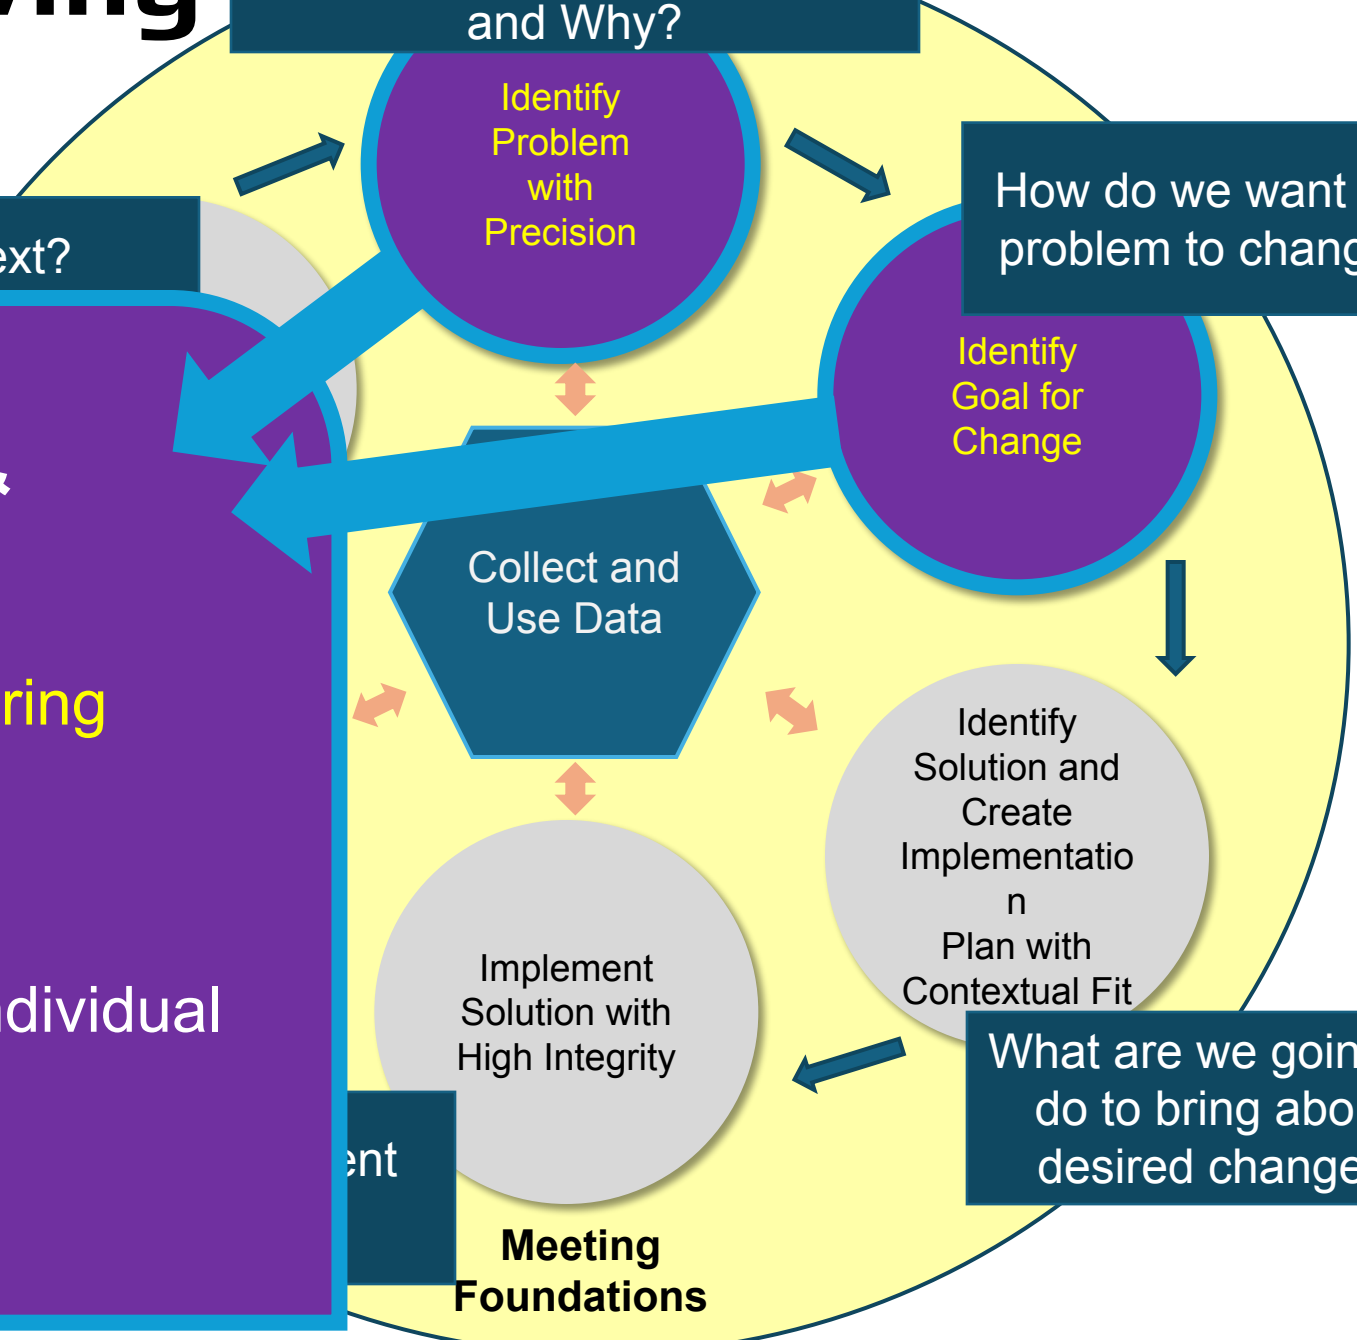 and Why?
Identify
Problem
with
Precision
How do we want
problem to chang
ext?
Identify
Goal for
Change
&
Collect and
Use Data
ring
Identify
Solution and
Create
Implementatio
n
Plan with
Contextual Fit
Implement
Solution with
High Integrity
dividual
What are we goin
do to bring abo
desired change
ent
Meeting
Foundations